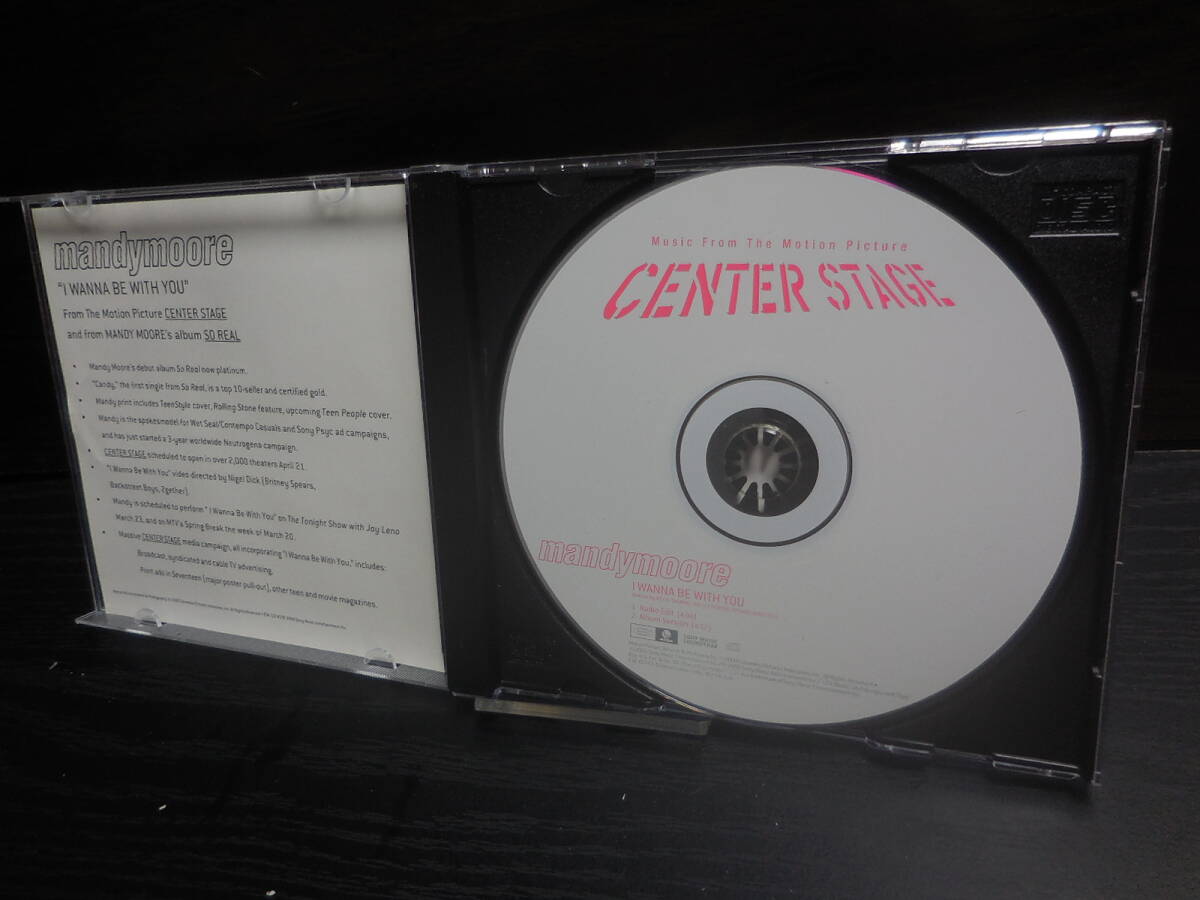 mandymoore
"I WANNA BE WITH YOU"
From The Motion Picture CENTER STAGE
and from MANDY MOORE's album SO REAL
• Mandy Moore's debut album So Real now platinum.
• "Candy," the first single from So Real, is a top 10-seller and certified gold.
• Mandy print includes TeenStyle cover, Rolling Stone feature, upcoming Teen People cover.
• Mandy is the spokesmodel for Wet Seal/Contempo Casuals and Sony Psyc ad campaigns,
and has just started a 3-year worldwide Neutrogena campaign.
• CENTER STAGE scheduled to open in over 2,000 theaters April 21.
• "I Wanna Be With You" video directed by Nigel Dick (Britney Spears,
Backstreet Boys, 2gether).
• Mandy is scheduled to perform " I Wanna Be With You" on The Tonight Show with Jay Leno
March 23, and on MTV's Spring Break the week of March 20.
• Massive CENTER STAGE media campaign, all incorporating "I Wanna Be With You," includes:
Broadcast, syndicated and cable TV advertising,
Print ads in Seventeen (major poster pull-out), other teen and movie magazines.
Music From The Motion Picture
CENTER STAGE
DISC
mandymoore
I WANNA BE WITH YOU
1. Radio Edit
2. Album Version